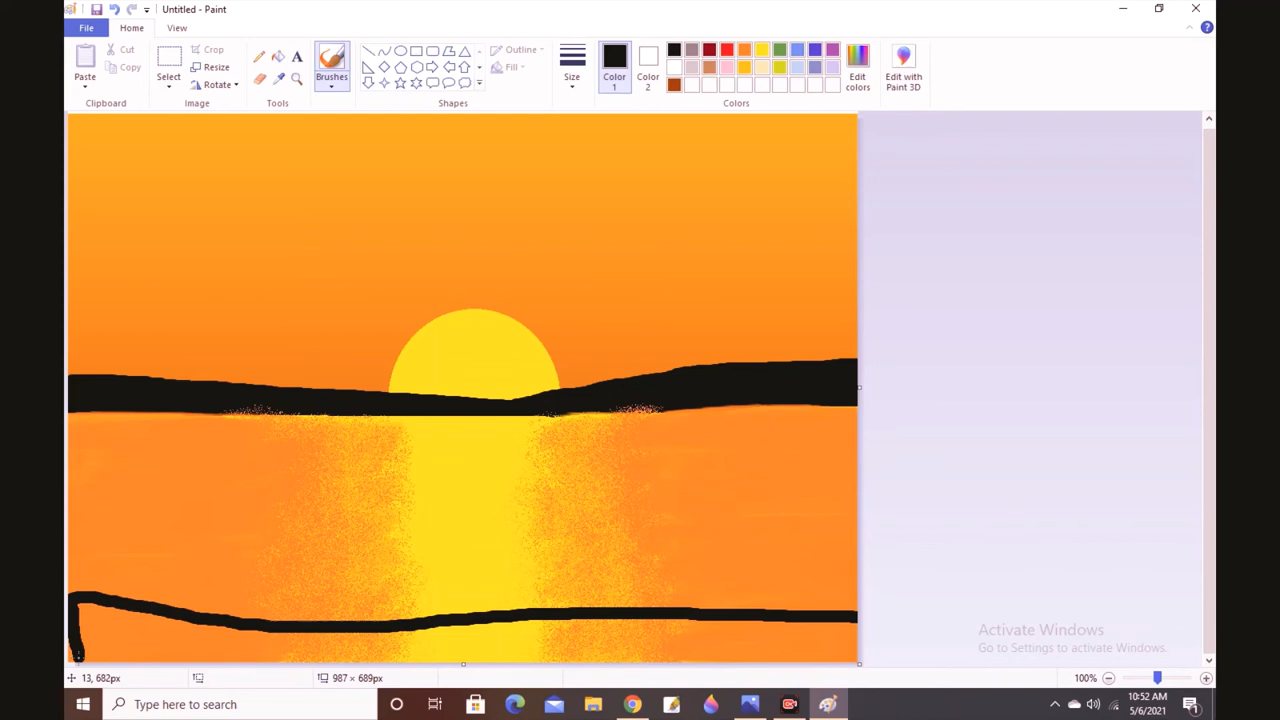 Untitled - Paint
File Home View
Paste
Cut
Copy
Clipboard
Select
Crop
Resize
Rotate
Image
A
Tools
Brushes
Outline
Fill
Shapes
Size
Color 1
Color 2
Edit colors
Colors
Edit with Paint 3D
Activate Windows
Go to Settings to activate Windows.
13, 682px
987 × 689px
100%
Type here to search
10:52 AM
5/6/2021
1